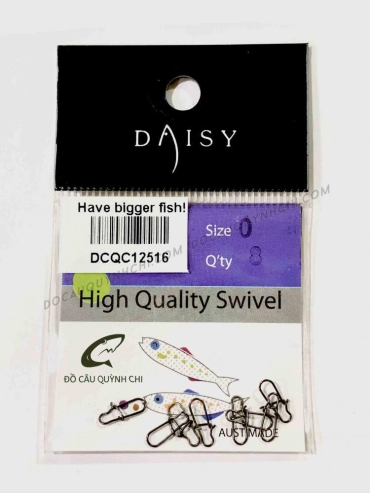 DAISY
Have bigger fish!
DCQC12516
Size 0
Q'ty 8
High Quality Swivel
ĐỒ CÂU QUỲNH CHI
AUST MADE